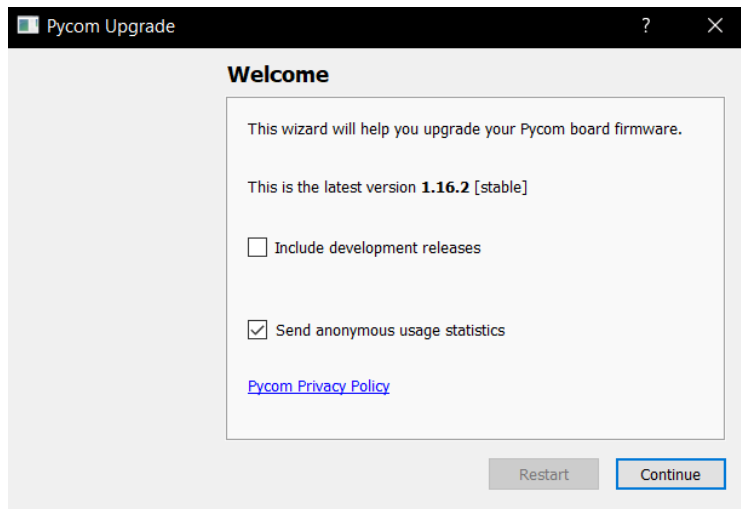 Pycom Upgrade
?
Welcome
This wizard will help you upgrade your Pycom board firmware.
This is the latest version 1.16.2 [stable]
Include development releases
Send anonymous usage statistics
Pycom Privacy Policy
Restart
Continue